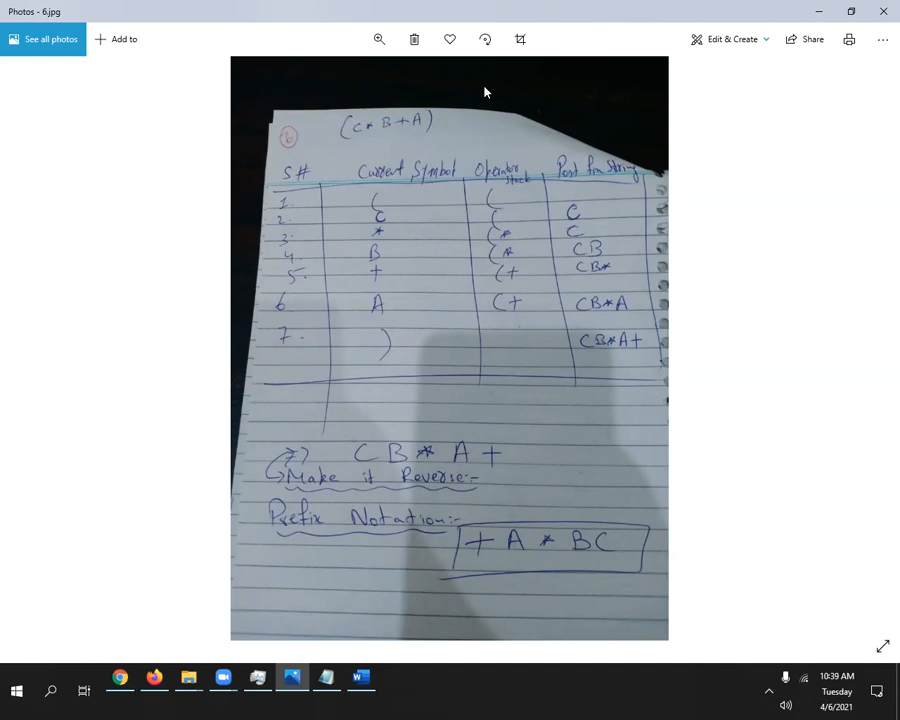 Photos - 6.jpg
See all photos
Add to
Edit & Create
Share
6
(C * B + A)
S # Current Symbol Operator stack Post fix String
1. ( (
2. C ( C
3. * (* C
4. B (* CB
5. + (+ CB*
6 A (+ CB*A
7. ) CB*A+
C B * A +
Make it Reverse:-
Prefix Notation:-
+ A * BC
10:39 AM
Tuesday
4/6/2021